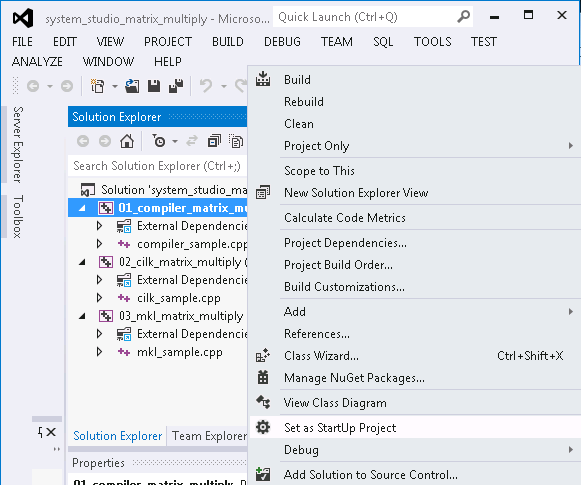 system_studio_matrix_multiply - Microso...
Quick Launch (Ctrl+Q)
FILE EDIT VIEW PROJECT BUILD DEBUG TEAM SQL TOOLS TEST
ANALYZE WINDOW HELP
Server Explorer
Toolbox
Solution Explorer
Search Solution Explorer (Ctrl+;)
Solution 'system_studio_ma
01_compiler_matrix_mu
External Dependencie
compiler_sample.cpp
02_cilk_matrix_multiply (
External Dependencie
cilk_sample.cpp
03_mkl_matrix_multiply
External Dependencie
mkl_sample.cpp
Solution Explorer
Team Explorer
Properties
01_compiler_matrix_multiply
Build
Rebuild
Clean
Project Only
Scope to This
New Solution Explorer View
Calculate Code Metrics
Project Dependencies...
Project Build Order...
Build Customizations...
Add
References...
Class Wizard... Ctrl+Shift+X
Manage NuGet Packages...
View Class Diagram
Set as StartUp Project
Debug
Add Solution to Source Control...